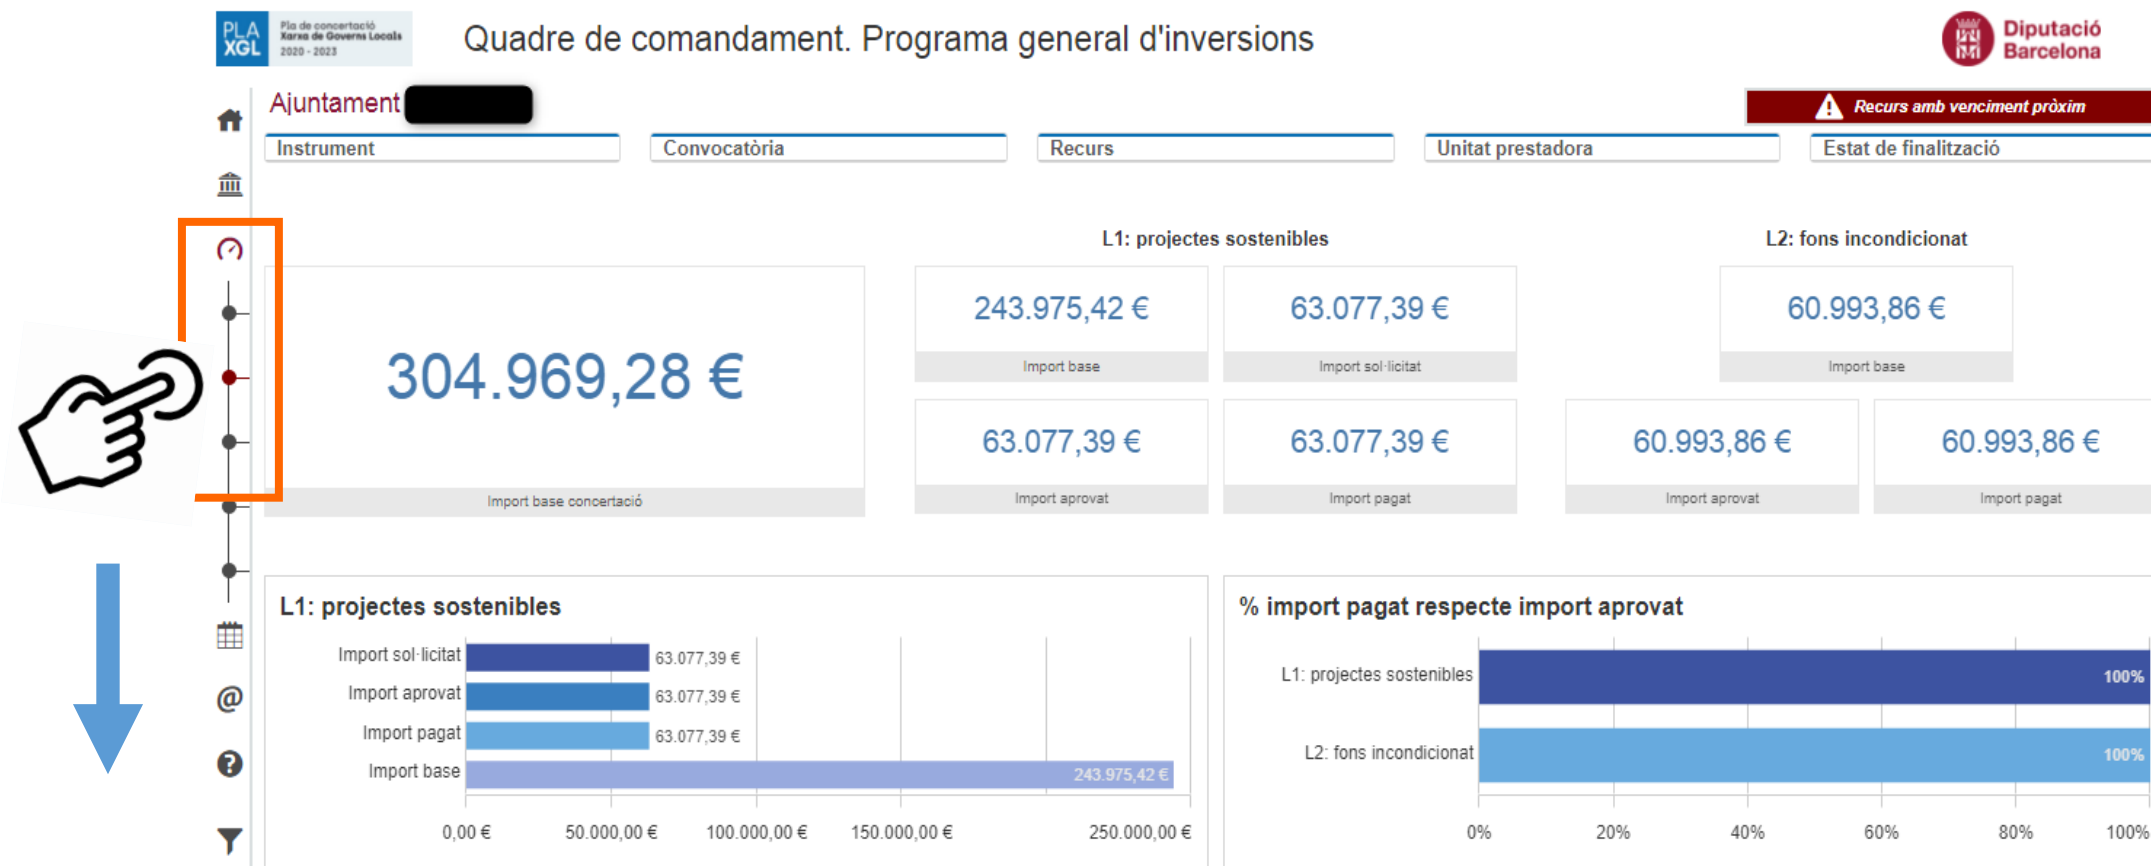 PLA XGL
Pla de concertació
Xarxa de Governs Locals
2020 - 2023
Quadre de comandament. Programa general d'inversions
Diputació
Barcelona
Ajuntament
Recurs amb venciment pròxim
Instrument
Convocatòria
Recurs
Unitat prestadora
Estat de finalització
L1: projectes sostenibles
L2: fons incondicionat
304.969,28 €
Import base concertació
243.975,42 €
Import base
63.077,39 €
Import sol·licitat
63.077,39 €
Import aprovat
63.077,39 €
Import pagat
60.993,86 €
Import base
60.993,86 €
Import aprovat
60.993,86 €
Import pagat
L1: projectes sostenibles
Import sol·licitat 63.077,39 €
Import aprovat 63.077,39 €
Import pagat 63.077,39 €
Import base 243.975,42 €
0,00 € 50.000,00 € 100.000,00 € 150.000,00 € 250.000,00 €
% import pagat respecte import aprovat
L1: projectes sostenibles 100%
L2: fons incondicionat 100%
0% 20% 40% 60% 80% 100%
@
?